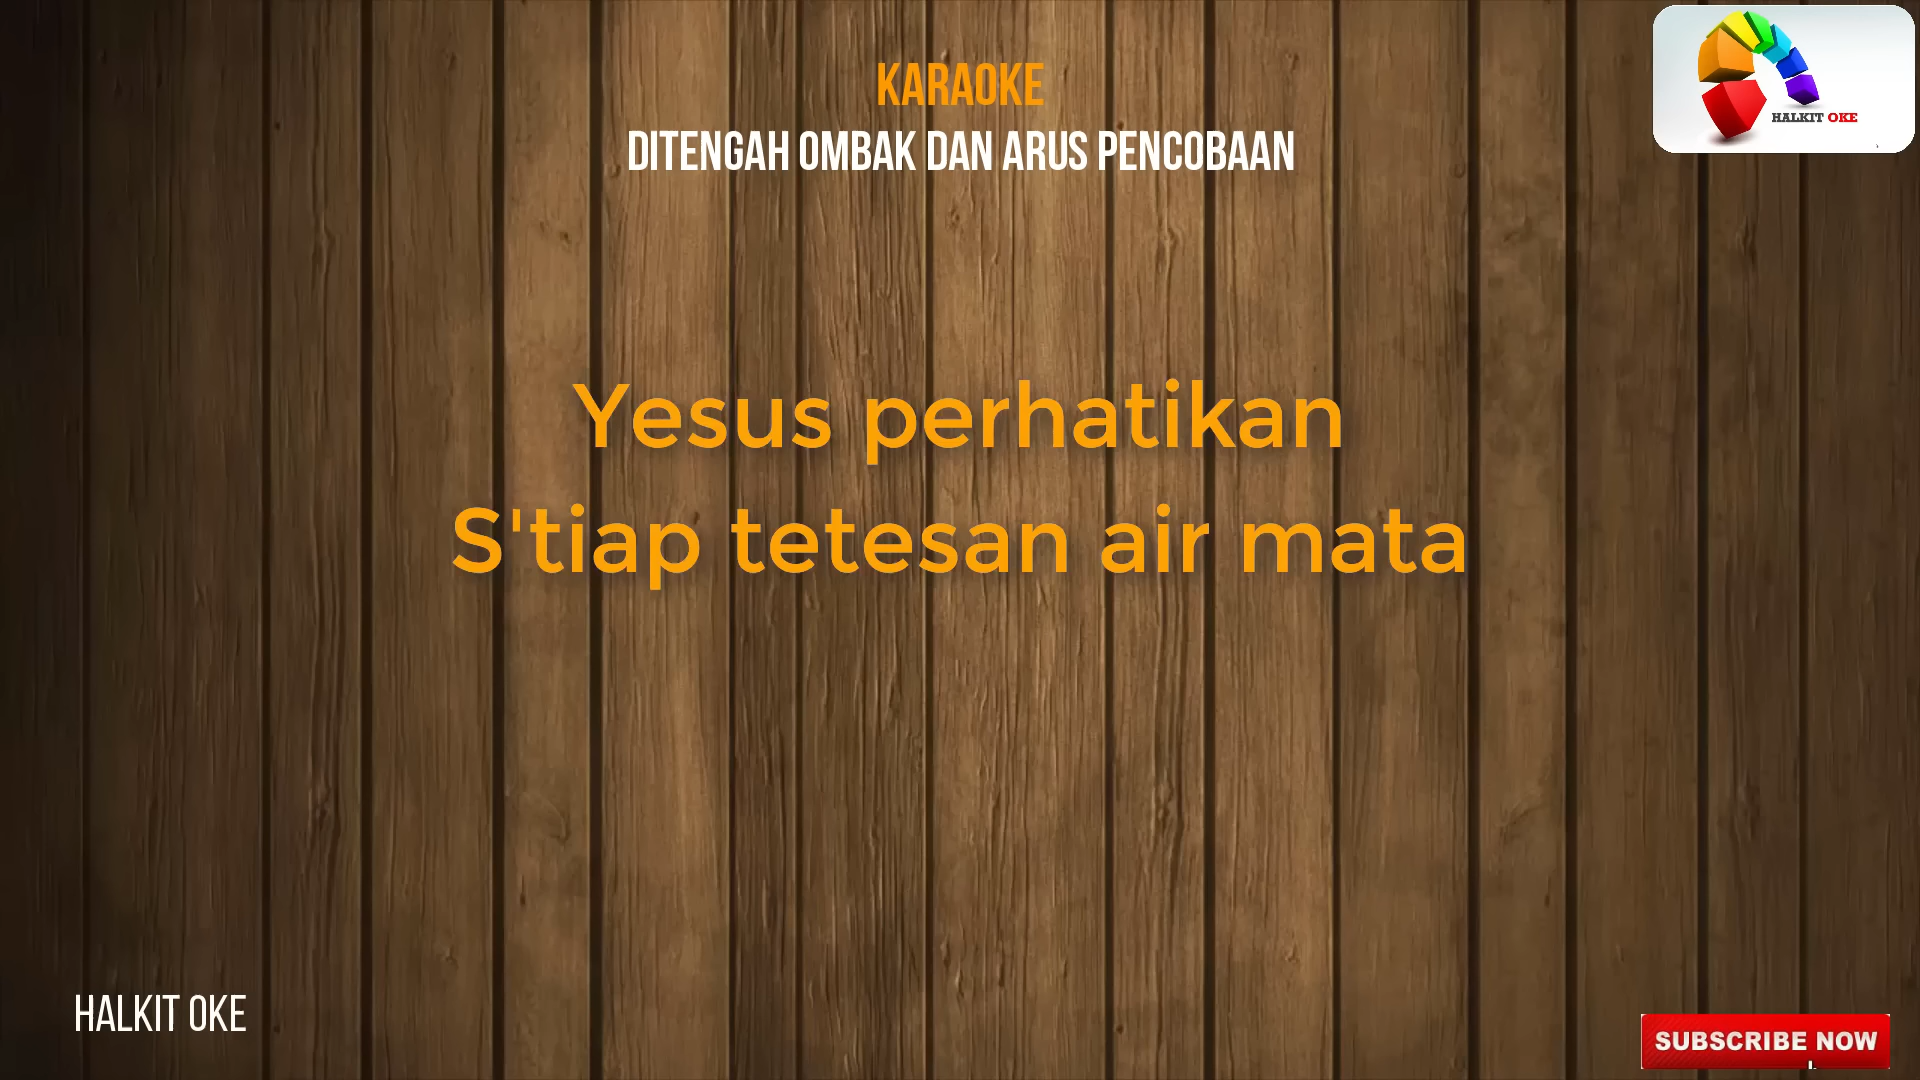 KARAOKE
DITENGAH OMBAK DAN ARUS PENCOBAAN
HALKIT OKE
Yesus perhatikan
S'tiap tetesan air mata
HALKIT OKE
SUBSCRIBE NOW